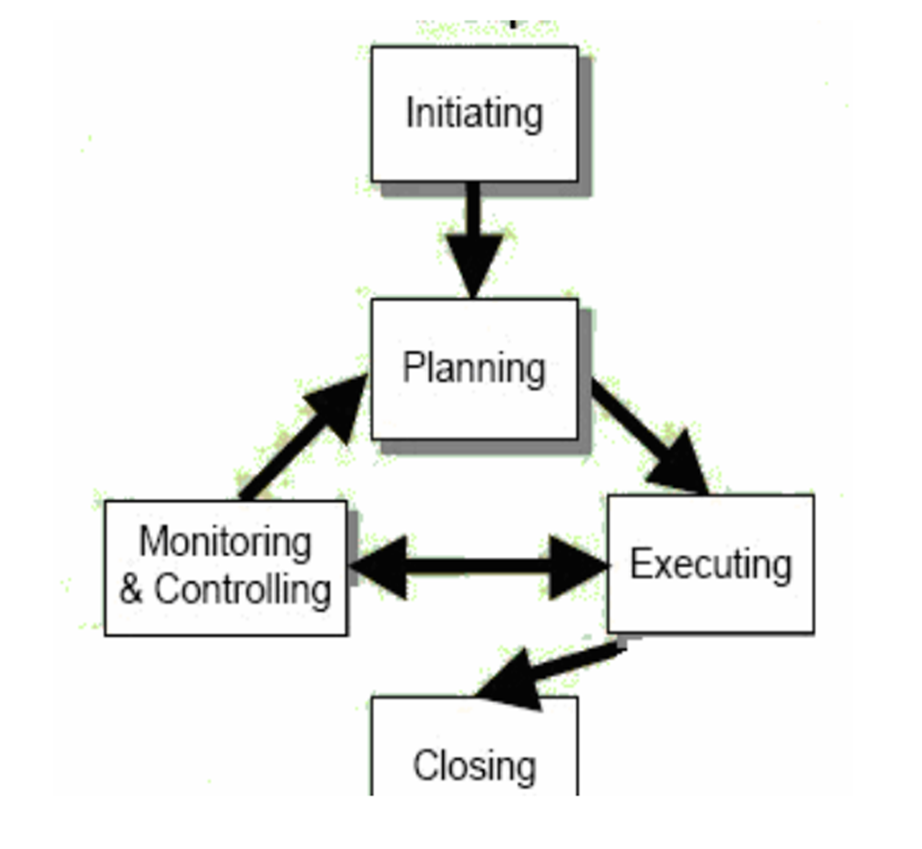 Initiating
Planning
Monitoring
& Controlling
Executing
Closing